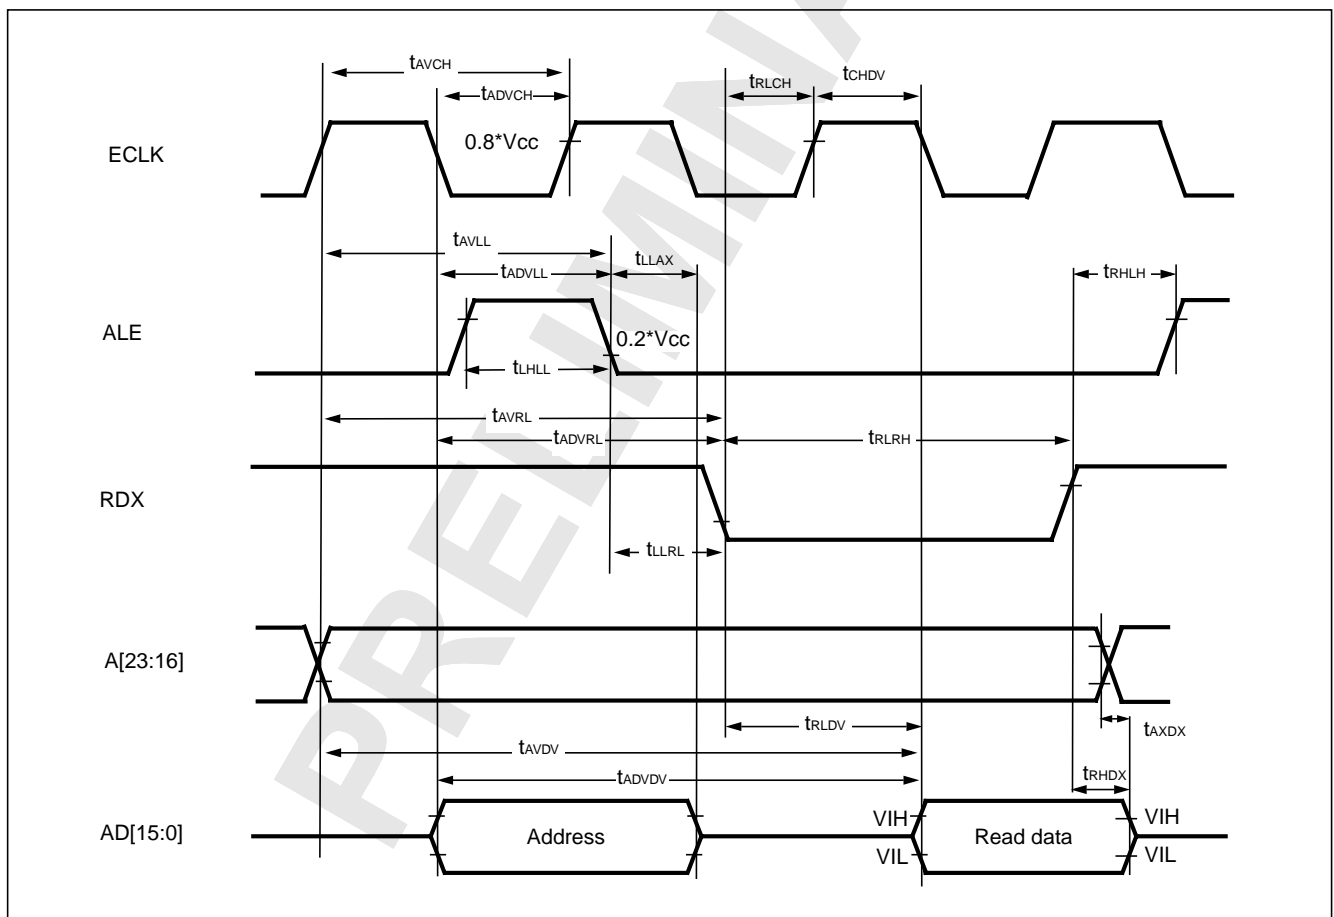 tAVCH
tADVCH
tRLCH
tCHDV
ECLK
0.8*Vcc
tAVLL
tADVLL
tLLAX
tRHLH
ALE
0.2*Vcc
tLHLL
tAVRL
tADVRL
tRLRH
RDX
tLLRL
A[23:16]
tRLDV
tAXDX
tAVDV
tADVDV
tRHDX
AD[15:0]
Address
VIH
VIL
Read data
VIH
VIL